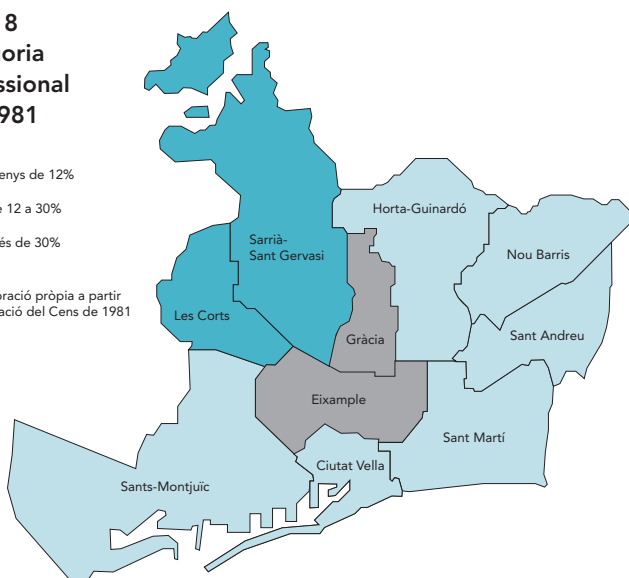 8
oria
ssional
981
enys de 12%
12 a 30%
és de 30%
oració pròpia a partir
ació del Cens de 1981
Horta-Guinardó
Sarrià-
Sant Gervasi
Nou Barris
Les Corts
Gràcia
Sant Andreu
Eixample
Sant Martí
Ciutat Vella
Sants-Montjuïc